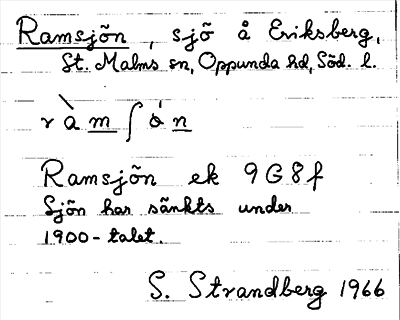 Ramsjön, sjö å Eriksberg,
St. Malms sn, Oppunda hd, Söd. l.
ràmʃȯn
Ramsjön ek 9G8f
Sjön har sänkts under
1900-talet.
S. Strandberg 1966